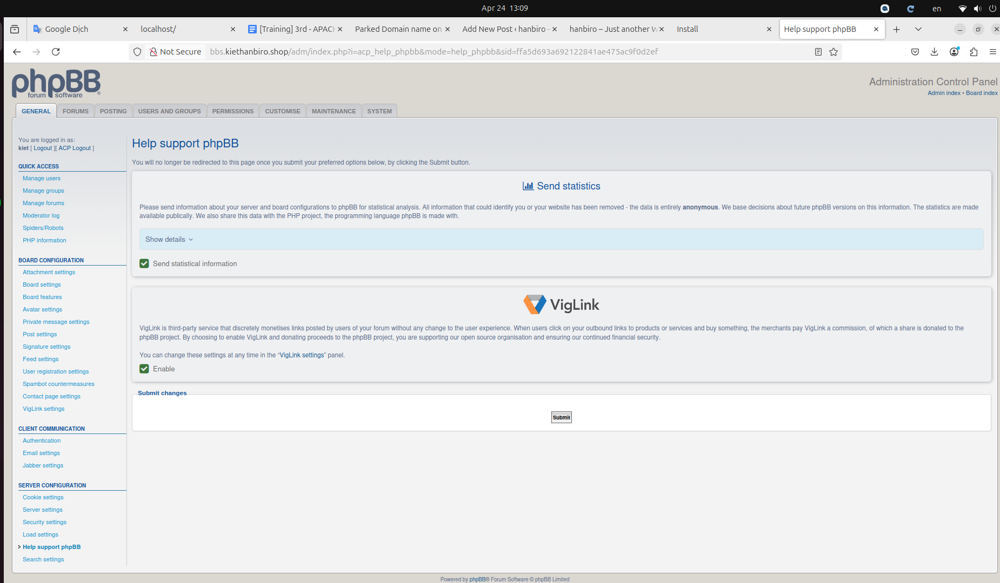 Apr 24 13:09
en
Google Dịch
localhost/
[Training] 3rd - APACH
Parked Domain name on
Add New Post ‹ hanbiro -
hanbiro – Just another W
Install
Help support phpBB
Not Secure
bbs.kiethanbiro.shop/adm/index.php?i=acp_help_phpbb&mode=help_phpbb&sid=ffa5d693a692122841ae475ac9f0d2ef
phpBB®
forum software
Administration Control Panel
Admin index • Board index
GENERAL
FORUMS
POSTING
USERS AND GROUPS
PERMISSIONS
CUSTOMISE
MAINTENANCE
SYSTEM
You are logged in as:
kiet [ Logout ][ ACP Logout ]
QUICK ACCESS
Manage users
Manage groups
Manage forums
Moderator log
Spiders/Robots
PHP information
BOARD CONFIGURATION
Attachment settings
Board settings
Board features
Avatar settings
Private message settings
Post settings
Signature settings
Feed settings
User registration settings
Spambot countermeasures
Contact page settings
VigLink settings
CLIENT COMMUNICATION
Authentication
Email settings
Jabber settings
SERVER CONFIGURATION
Cookie settings
Server settings
Security settings
Load settings
Help support phpBB
Search settings
Help support phpBB
You will no longer be redirected to this page once you submit your preferred options below, by clicking the Submit button.
Send statistics
Please send information about your server and board configurations to phpBB for statistical analysis. All information that could identify you or your website has been removed - the data is entirely anonymous. We base decisions about future phpBB versions on this information. The statistics are made
available publically. We also share this data with the PHP project, the programming language phpBB is made with.
Show details
Send statistical information
VigLink
VigLink is third-party service that discretely monetises links posted by users of your forum without any change to the user experience. When users click on your outbound links to products or services and buy something, the merchants pay VigLink a commission, of which a share is donated to the
phpBB project. By choosing to enable VigLink and donating proceeds to the phpBB project, you are supporting our open source organisation and ensuring our continued financial security.
You can change these settings at any time in the “VigLink settings” panel.
Enable
Submit changes
Submit
Powered by phpBB® Forum Software © phpBB Limited